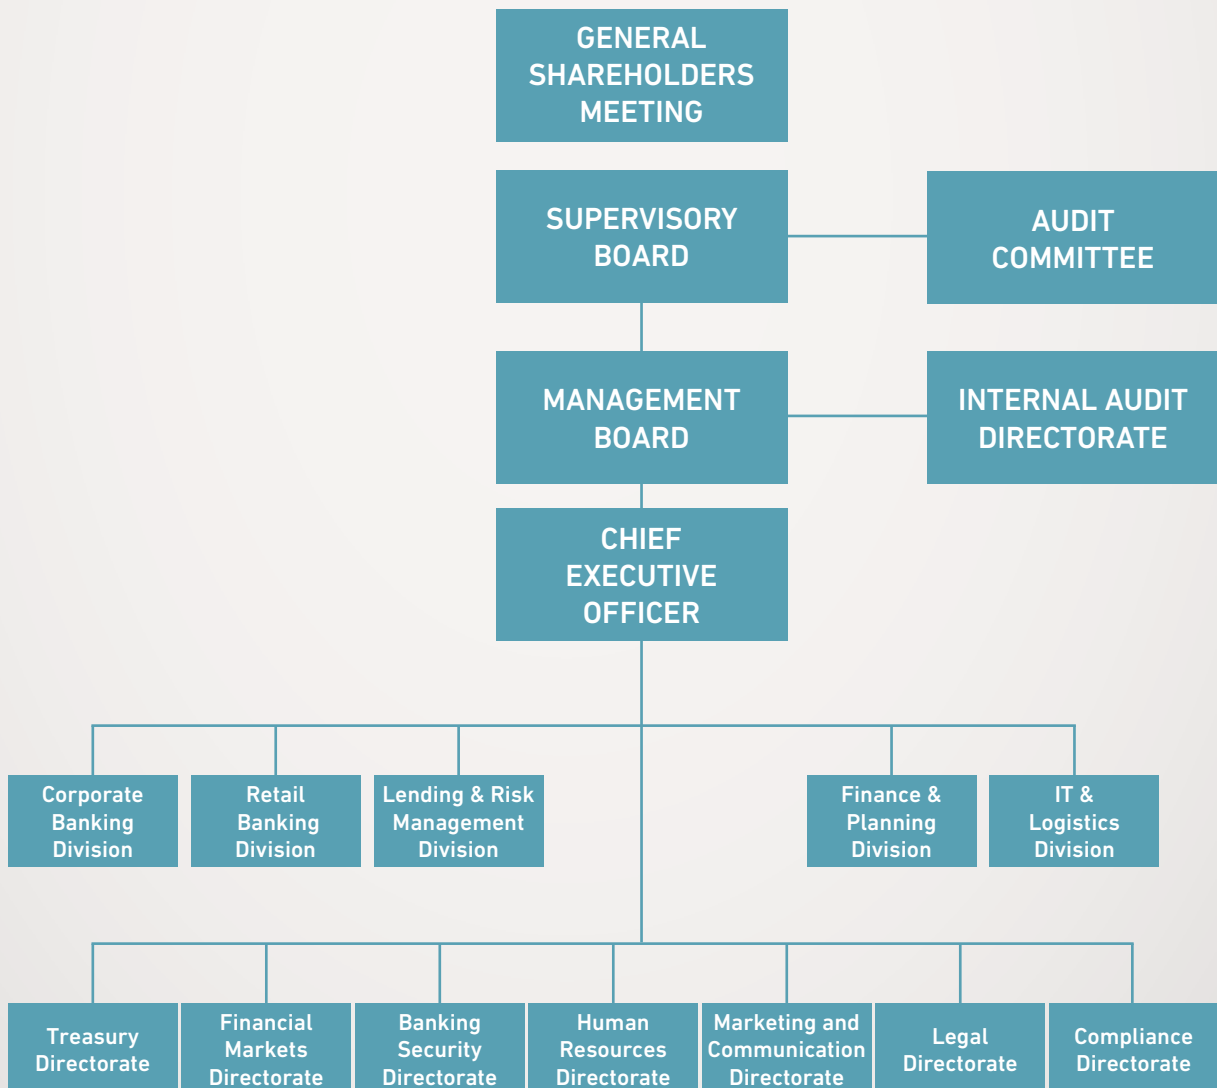 GENERAL
SHAREHOLDERS
MEETING
SUPERVISORY
BOARD
AUDIT
COMMITTEE
MANAGEMENT
BOARD
INTERNAL AUDIT
DIRECTORATE
CHIEF
EXECUTIVE
OFFICER
Corporate
Banking
Division
Retail
Banking
Division
Lending & Risk
Management
Division
Finance &
Planning
Division
IT &
Logistics
Division
Treasury
Directorate
Financial
Markets
Directorate
Banking
Security
Directorate
Human
Resources
Directorate
Marketing and
Communication
Directorate
Legal
Directorate
Compliance
Directorate